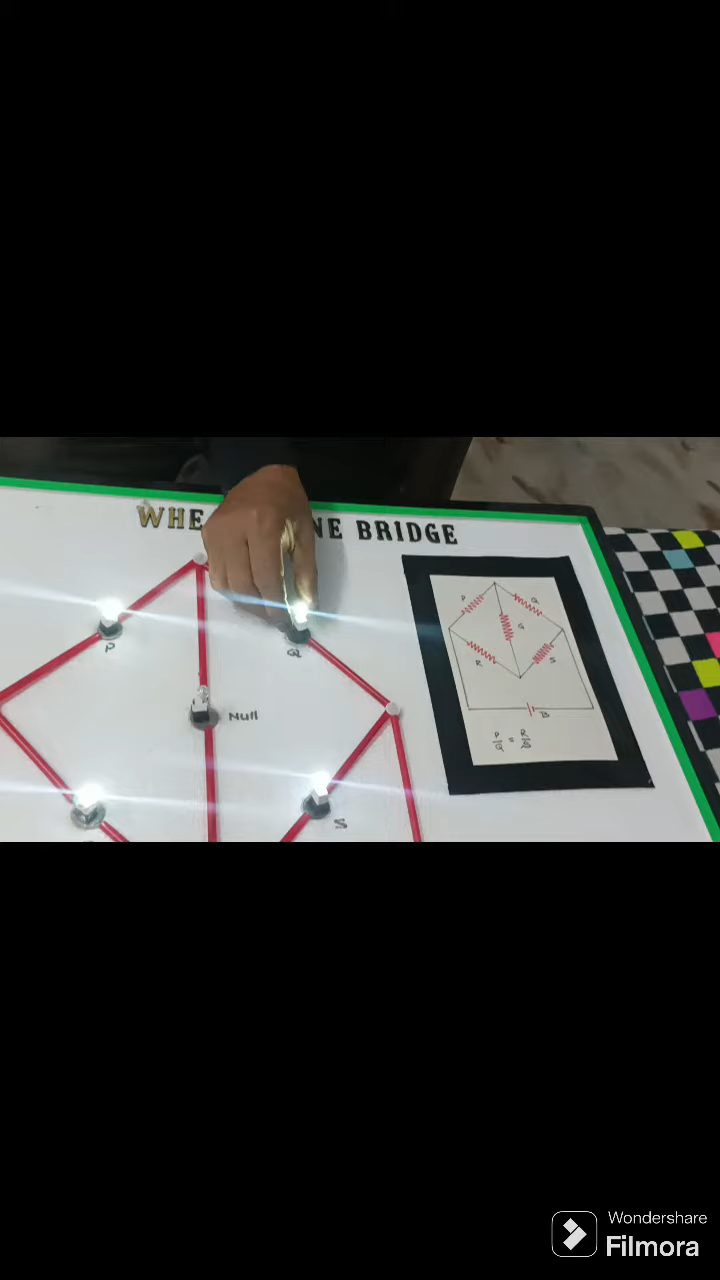 WHE NE BRIDGE
P
Q
Null
S
P
Q
G
R
S
B
P/Q = R/S
Wondershare
Filmora